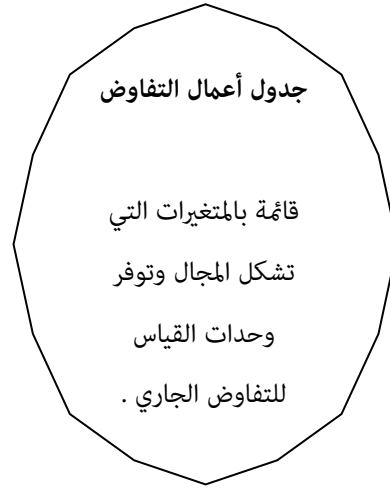 جدول أعمال التفاوض
قائمة بالمتغيرات التي
تشكل المجال وتوفر
وحدات القياس
للتفاوض الجاري .